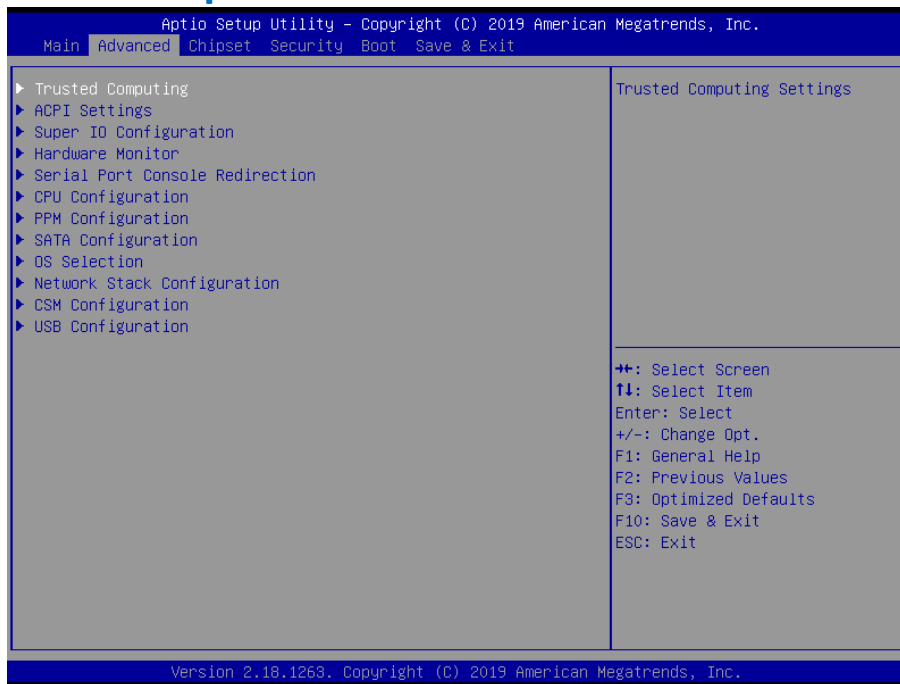 Aptio Setup Utility – Copyright (C) 2019 American Megatrends, Inc.
Main Advanced Chipset Security Boot Save & Exit
Trusted Computing
ACPI Settings
Super IO Configuration
Hardware Monitor
Serial Port Console Redirection
CPU Configuration
PPM Configuration
SATA Configuration
OS Selection
Network Stack Configuration
CSM Configuration
USB Configuration
Trusted Computing Settings
→←: Select Screen
↑↓: Select Item
Enter: Select
+/-: Change Opt.
F1: General Help
F2: Previous Values
F3: Optimized Defaults
F10: Save & Exit
ESC: Exit
Version 2.18.1263. Copyright (C) 2019 American Megatrends, Inc.